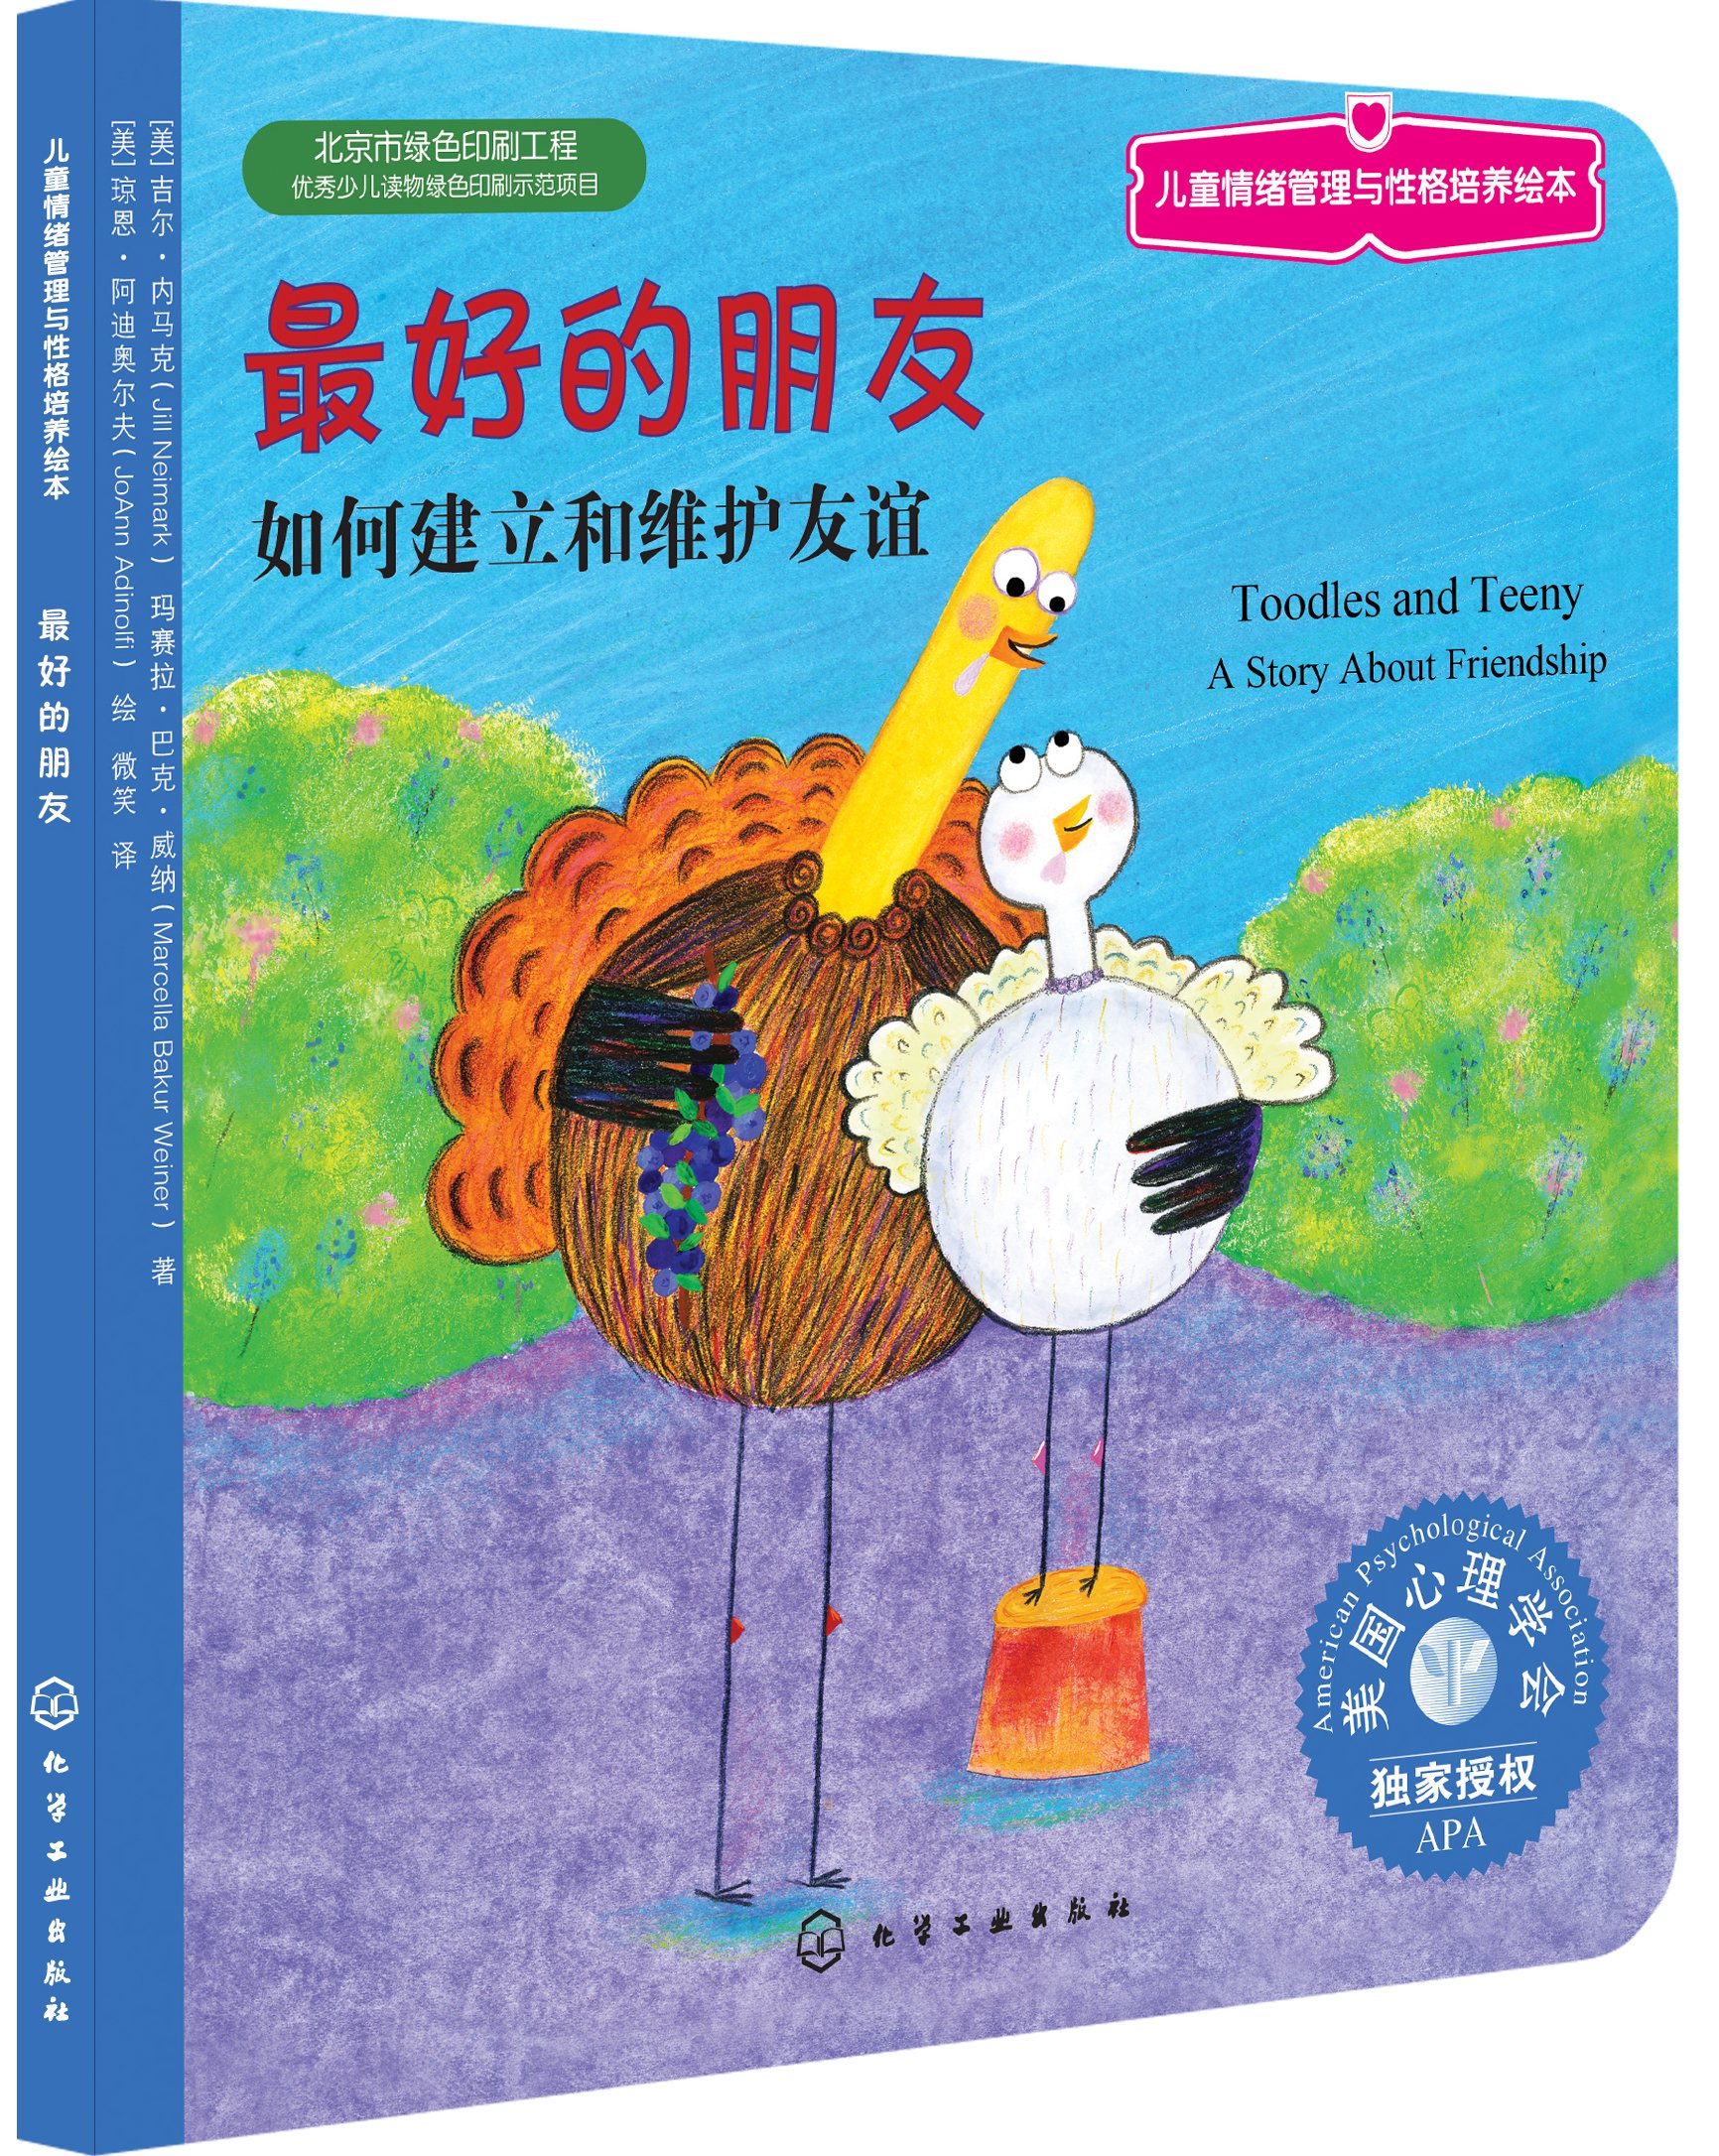 儿童情绪管理与性格培养绘本
最好的朋友
化学工业出版社
[美]吉尔·内马克(Jill Neimark) 玛赛拉·巴克·威纳(Marcella Bakur Weiner) 著
[美]琼恩·阿迪奥尔夫(JoAnn Adinolfi) 绘 微笑 译
北京市绿色印刷工程
优秀少儿读物绿色印刷示范项目
儿童情绪管理与性格培养绘本
最好的朋友
如何建立和维护友谊
Toodles and Teeny
A Story About Friendship
American Psychological Association
美国心理学会
独家授权
APA
化学工业出版社